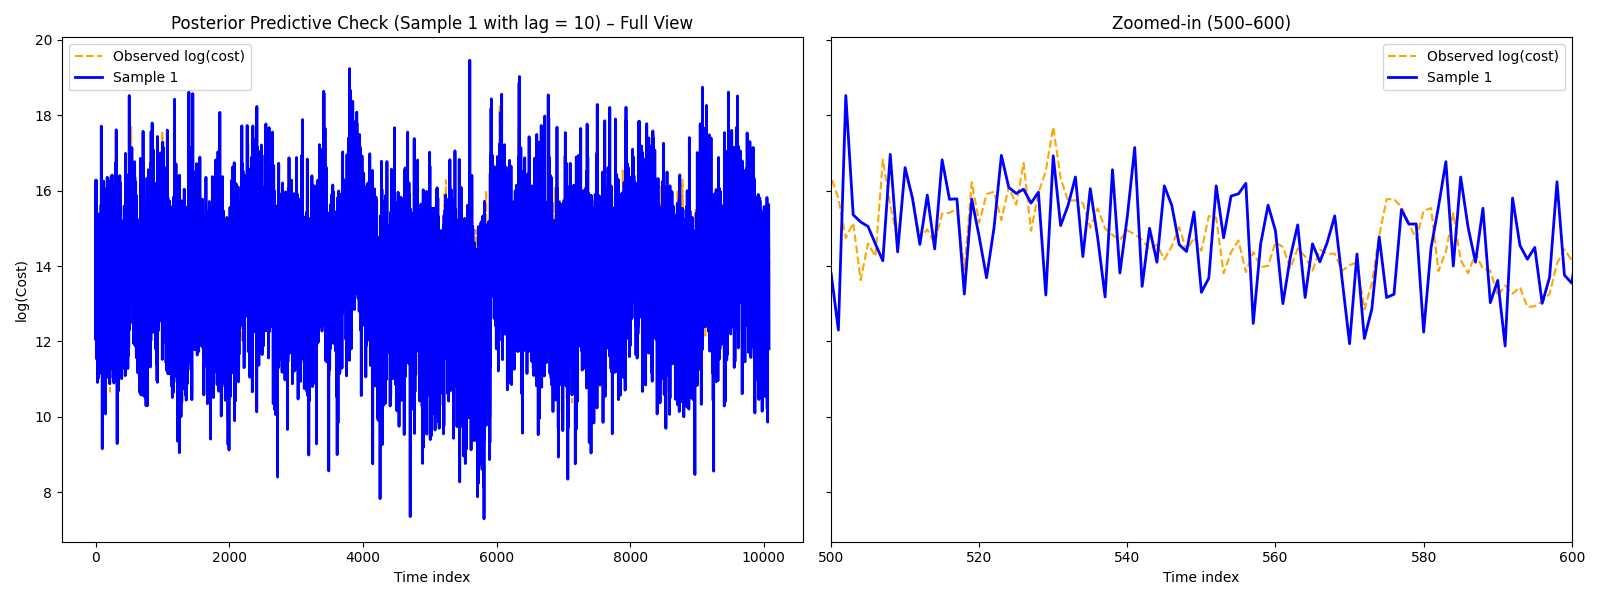 Posterior Predictive Check (Sample 1 with lag = 10) – Full View
Observed log(cost)
Sample 1
log(Cost)
20
18
16
14
12
10
8
0
2000
4000
6000
8000
10000
Time index
Zoomed-in (500–600)
Observed log(cost)
Sample 1
500
520
540
560
580
600
Time index